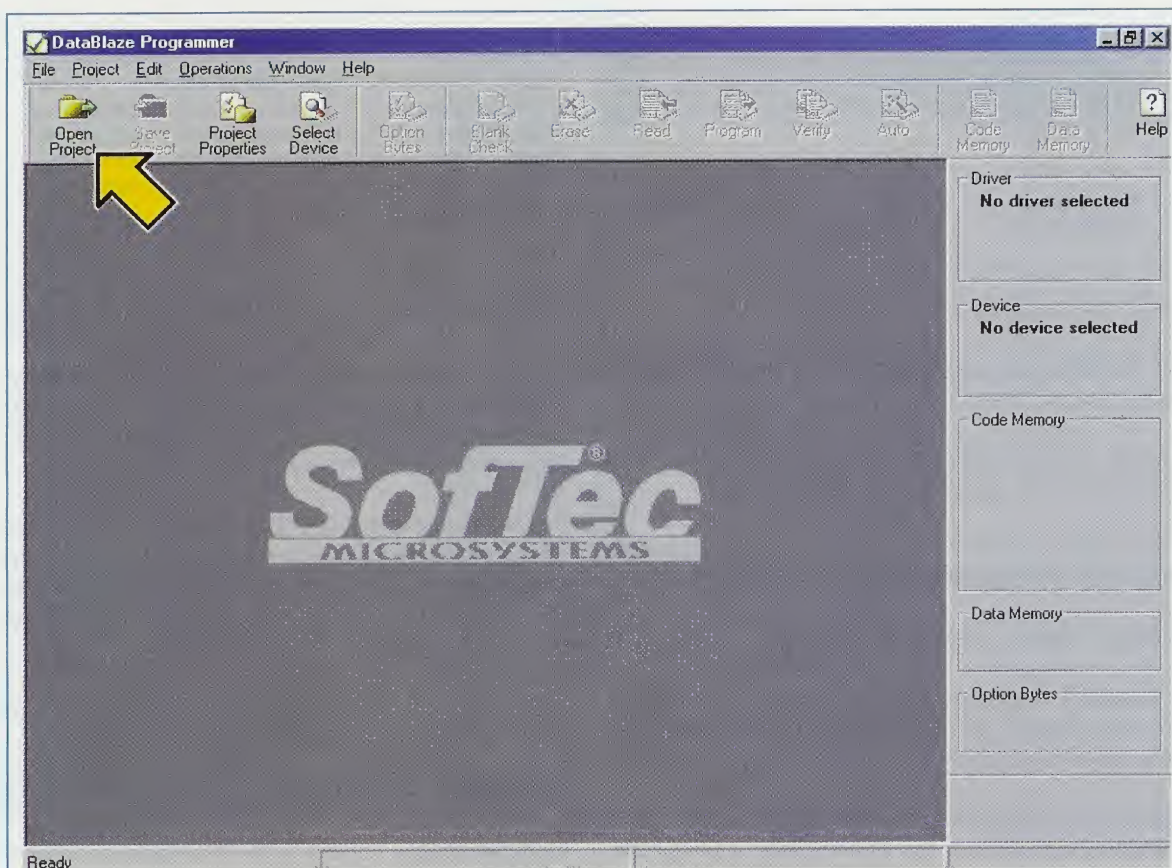 DataBlaze Programmer
File Project Edit Operations Window Help
Open Project
Save Project
Project Properties
Select Device
Option Bytes
Blank Check
Erase
Read
Program
Verify
Auto
Code Memory
Data Memory
Help
Driver
No driver selected
Device
No device selected
Code Memory
Data Memory
Option Bytes
SofTec®
MICROSYSTEMS
Ready